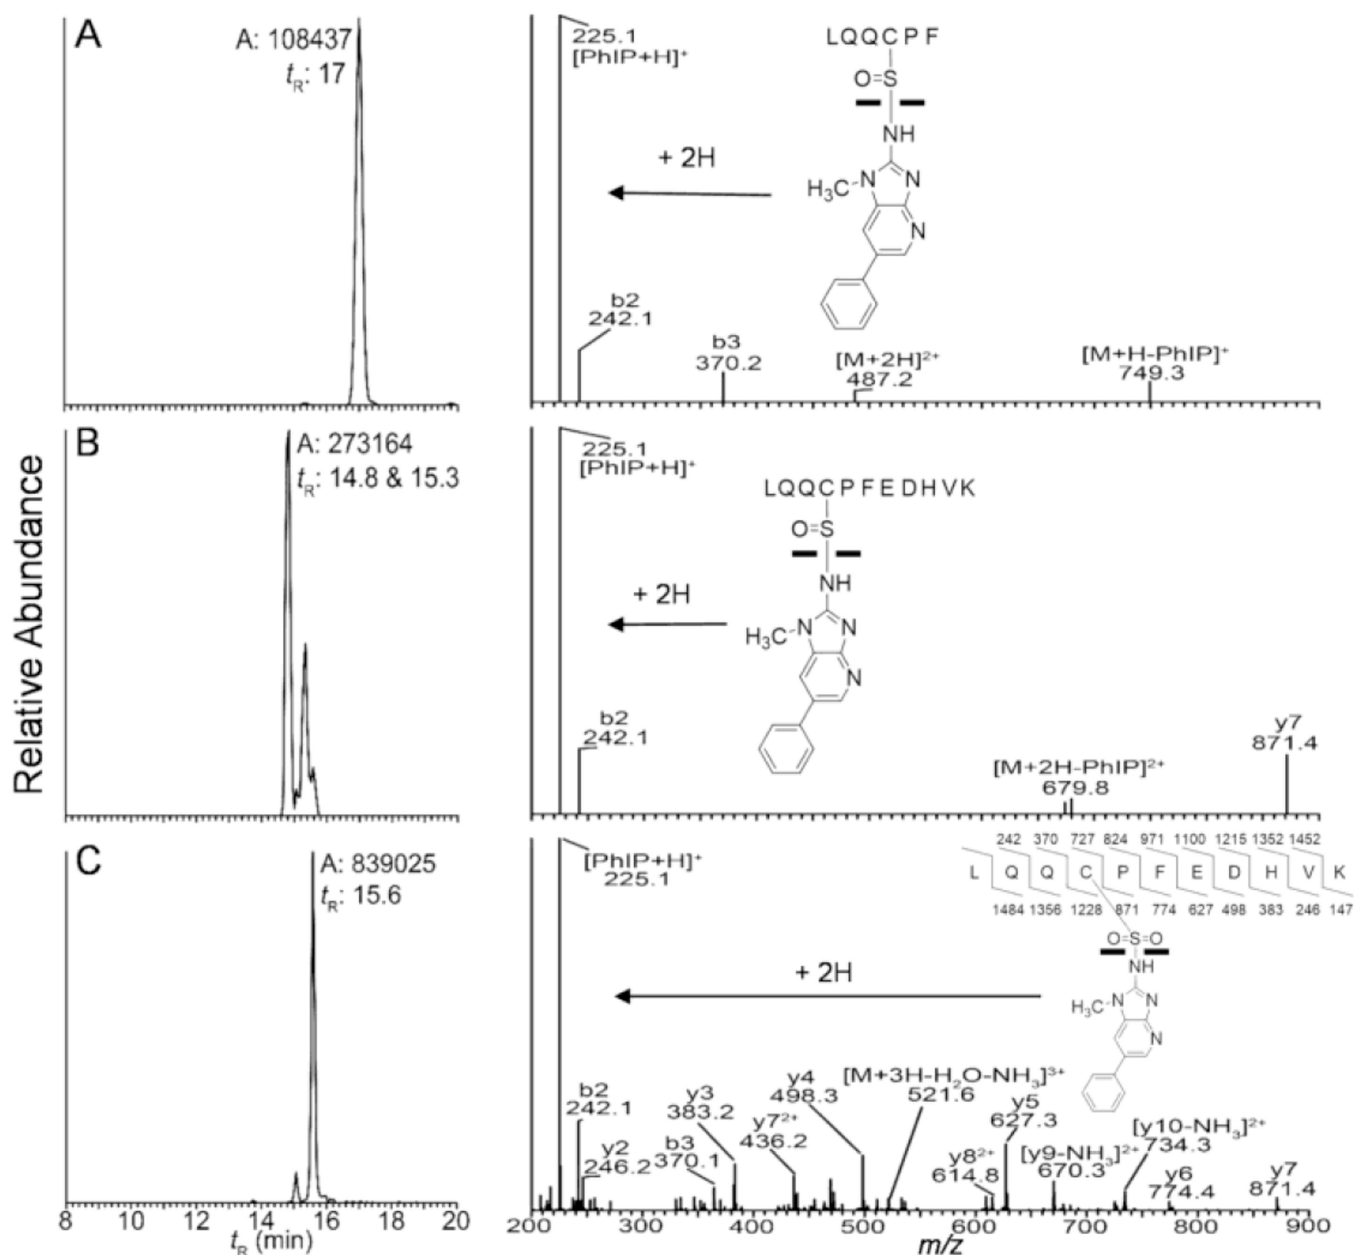 Relative Abundance
A
A: 108437
tR: 17
225.1
[PhIP+H]+
L Q Q C P F
O=S
NH
+ 2H
H3C
N
N
N
b2
242.1
b3
370.2
[M+2H]2+
487.2
[M+H-PhIP]+
749.3
B
A: 273164
tR: 14.8 & 15.3
225.1
[PhIP+H]+
L Q Q C P F E D H V K
O=S
NH
+ 2H
H3C
N
N
N
b2
242.1
[M+2H-PhIP]2+
679.8
y7
871.4
C
A: 839025
tR: 15.6
[PhIP+H]+
225.1
242 370 727 824 971 1100 1215 1352 1452
L Q Q C P F E D H V K
1484 1356 1228 871 774 627 498 383 246 147
O=S=O
NH
+ 2H
H3C
N
N
N
b2
242.1
y2
246.2
b3
370.1
y3
383.2
y7²⁺
436.2
y4
498.3
[M+3H-H2O-NH3]3+
521.6
y8²⁺
614.8
y5
627.3
[y9-NH3]2+
670.3
[y10-NH3]2+
734.3
y6
774.4
y7
871.4
8 10 12 14 16 18 20
tR (min)
200 300 400 500 600 700 800 900
m/z